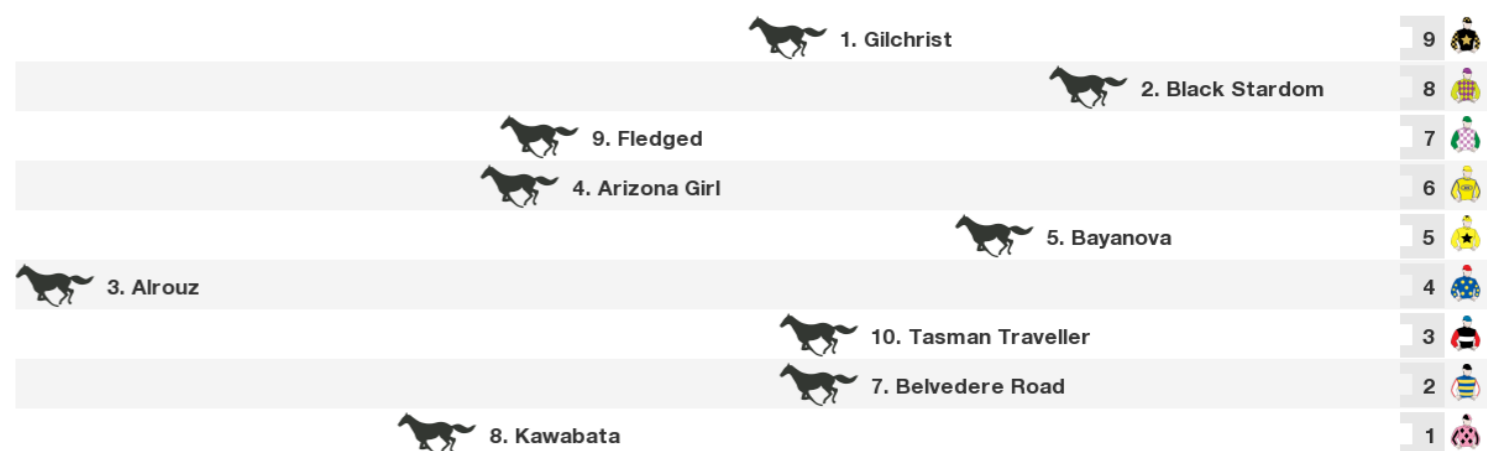 1. Gilchrist 9
2. Black Stardom 8
9. Fledged 7
4. Arizona Girl 6
5. Bayanova 5
3. Alrouz 4
10. Tasman Traveller 3
7. Belvedere Road 2
8. Kawabata 1